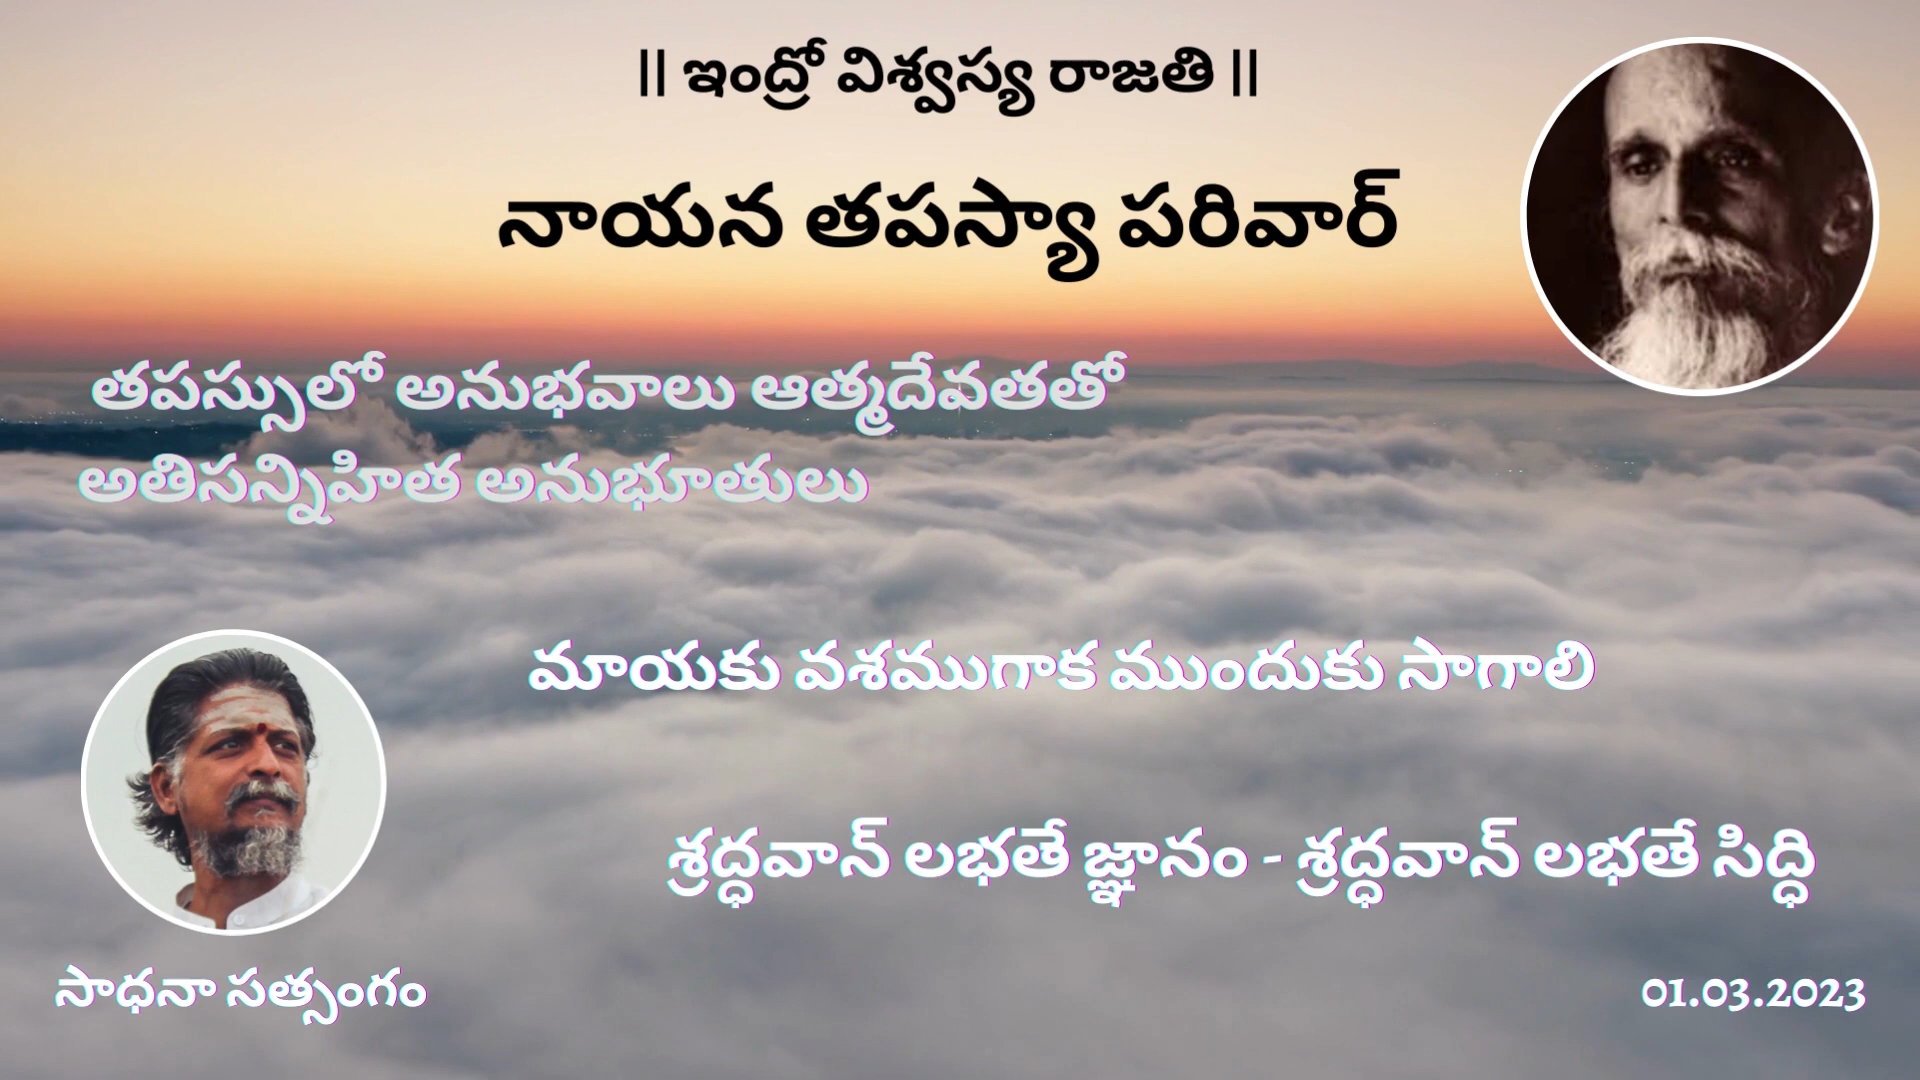 || ఇంద్రో విశ్వస్య రాజతి ||
నాయన తపస్యా పరివార్
తపస్సులో అనుభవాలు ఆత్మదేవతతో
అతిసన్నిహిత అనుభూతులు
మాయకు వశముగాక ముందుకు సాగాలి
శ్రద్ధవాన్ లభతే జ్ఞానం - శ్రద్ధవాన్ లభతే సిద్ధి
సాధనా సత్సంగం
01.03.2023